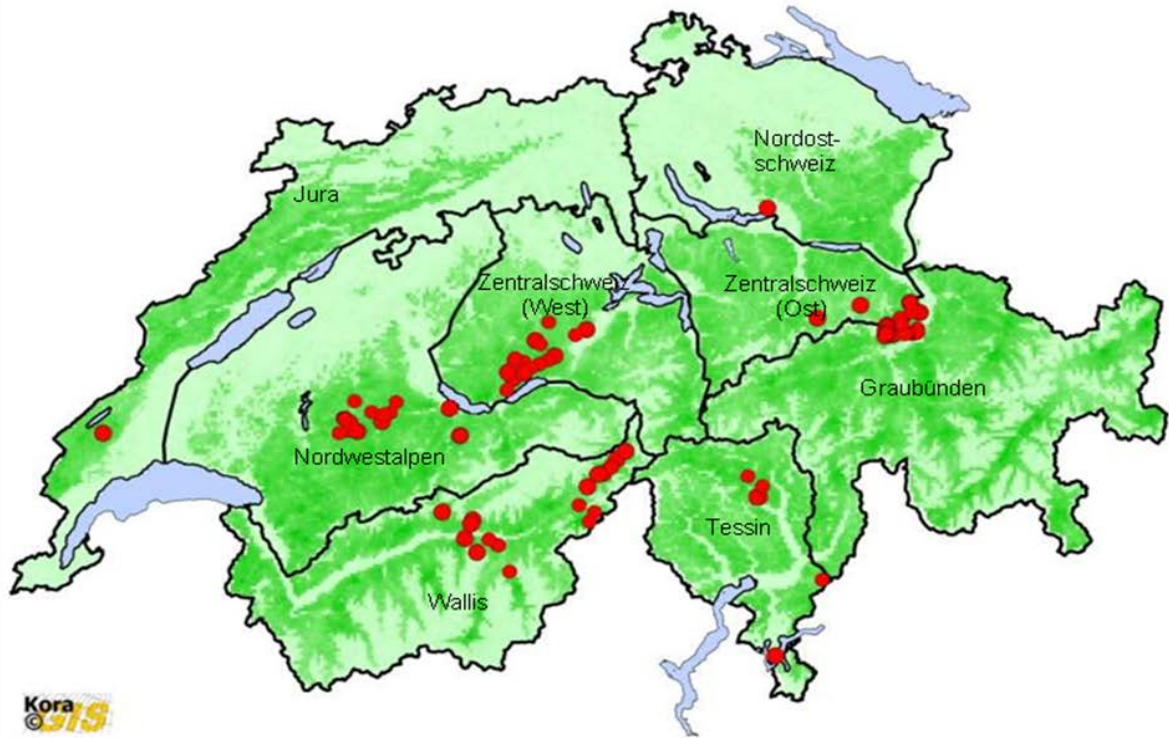 Nordost-
schweiz
Jura
Zentralschweiz
(West)
Zentralschweiz
(Ost)
Graubünden
Nordwestalpen
Tessin
Wallis
Kora
© GIS